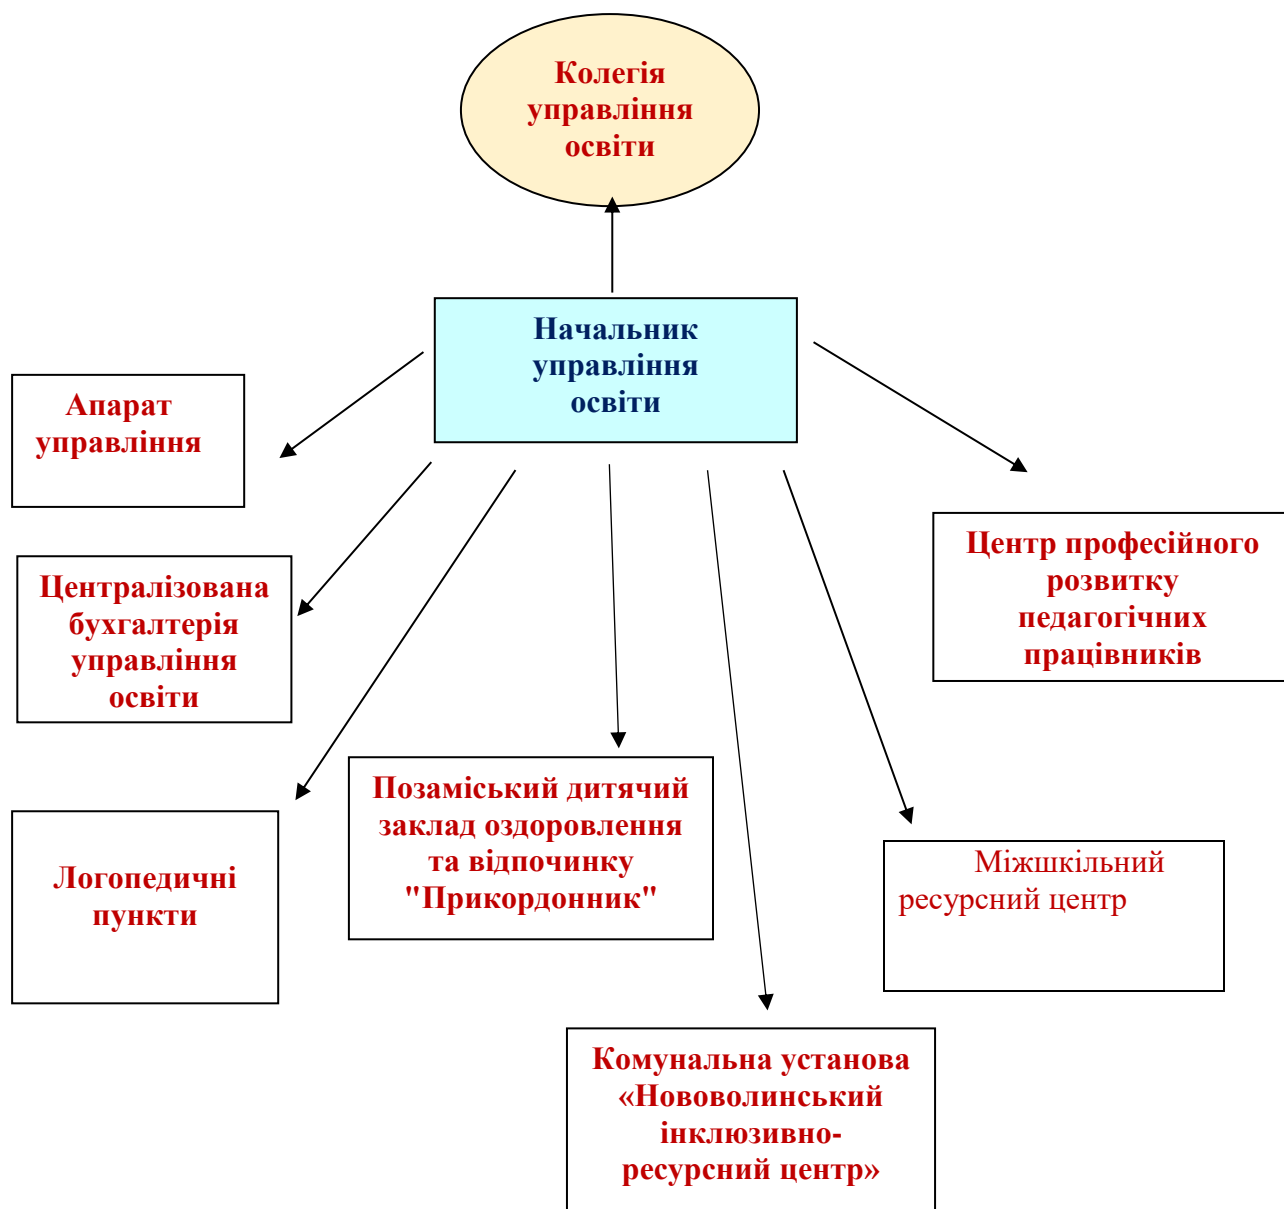 Колегія
управління
освіти
Начальник
управління
освіти
Апарат
управління
Централізована
бухгалтерія
управління
освіти
Центр професійного
розвитку
педагогічних
працівників
Логопедичні
пункти
Позаміський дитячий
заклад оздоровлення
та відпочинку
"Прикордонник"
Міжшкільний
ресурсний центр
Комунальна установа
«Нововолинський
інклюзивно-
ресурсний центр»